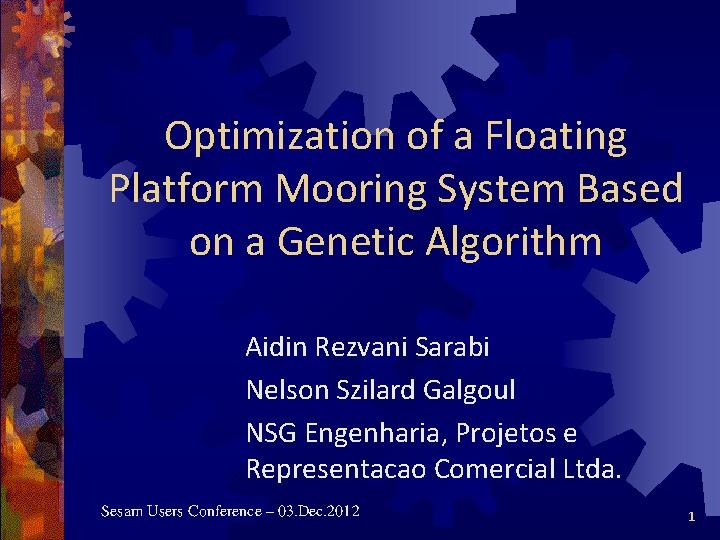 Optimization of a Floating
Platform Mooring System Based
on a Genetic Algorithm
Aidin Rezvani Sarabi
Nelson Szilard Galgoul
NSG Engenharia, Projetos e
Representacao Comercial Ltda.
Sesam Users Conference – 03.Dec.2012
1